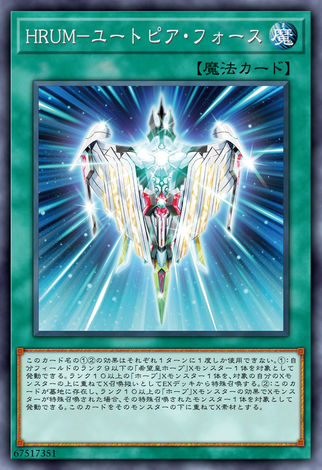 HRUM－ユートピア・フォース 魔
【魔法カード】
このカード名の①②の効果はそれぞれ１ターンに１度しか使用できない。①：自
分フィールドのランク９以下の「希望皇ホープ」Xモンスター１体を対象として
発動できる。ランク１０以上の「ホープ」Xモンスター１体を、対象の自分のXモ
ンスターの上に重ねてX召喚扱いとしてEXデッキから特殊召喚する。②：このカ
ードが墓地に存在し、ランク１０以上の「ホープ」Xモンスターの効果でXモンス
ターが特殊召喚された場合、その特殊召喚されたモンスター１体を対象として
発動できる。このカードをそのモンスターの下に重ねてX素材とする。
67517351